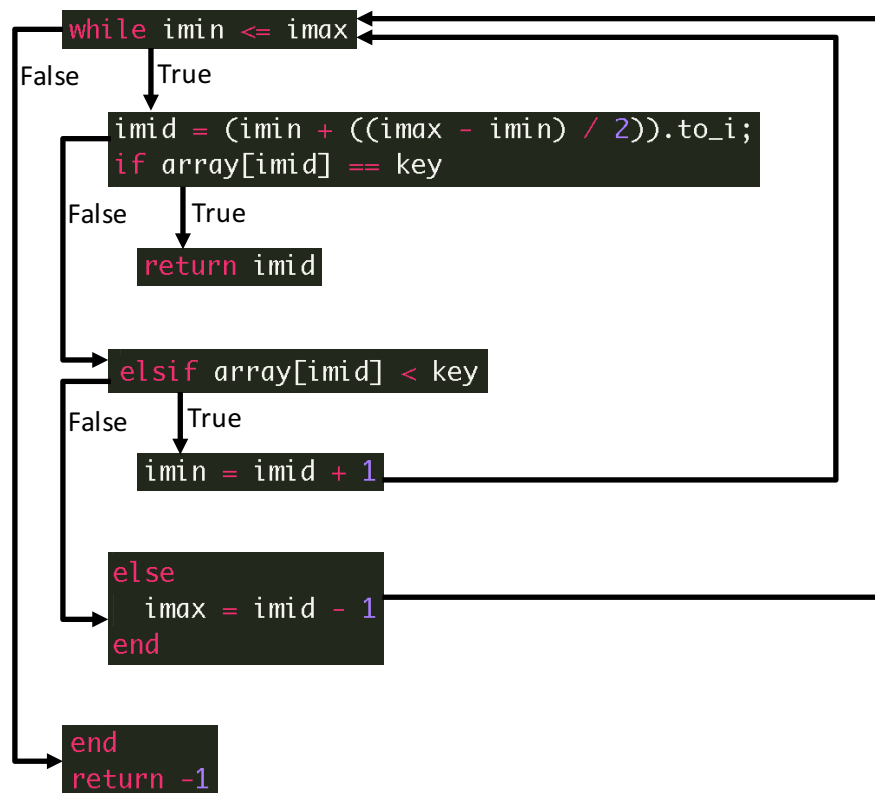 while imin <= imax
False
True
imid = (imin + ((imax - imin) / 2)).to_i;
if array[imid] == key
False
True
return imid
elsif array[imid] < key
False
True
imin = imid + 1
else
imax = imid - 1
end
end
return -1